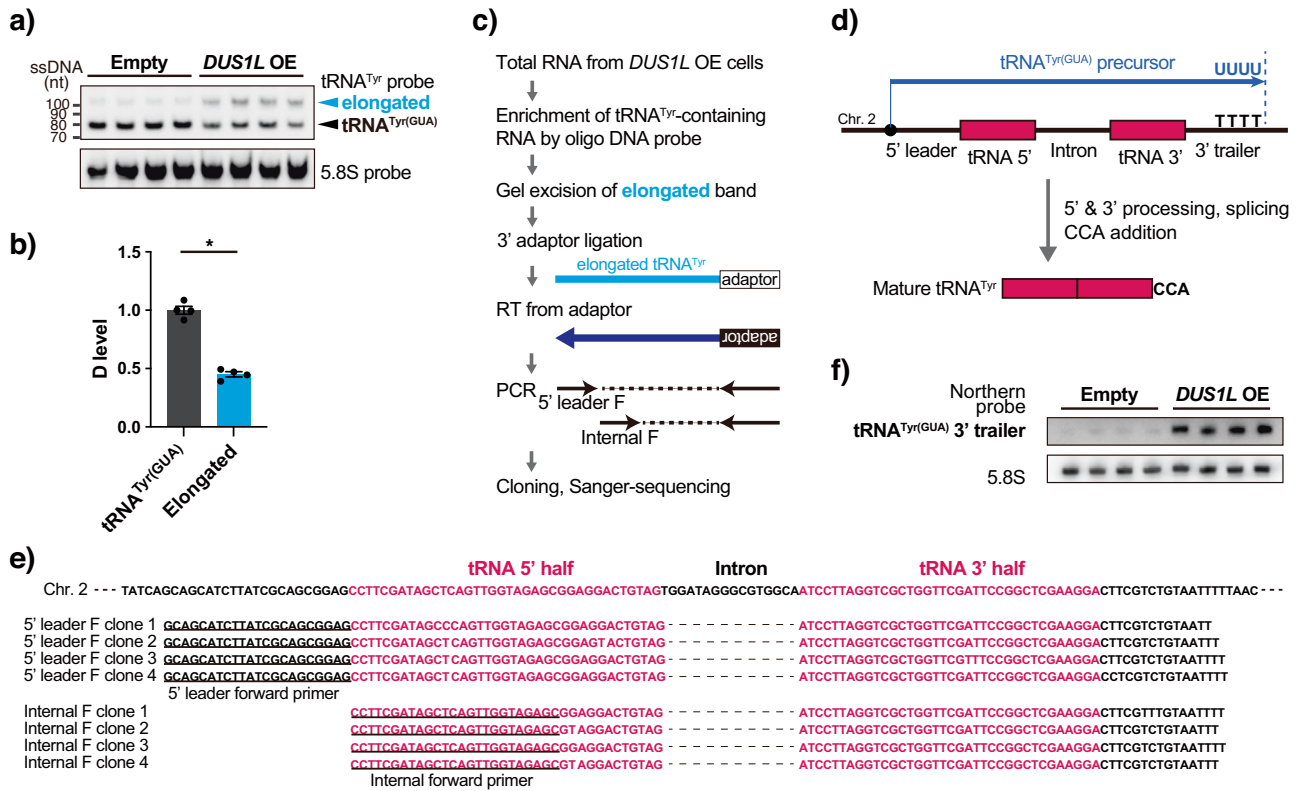 a)
Empty
DUS1L OE
ssDNA
(nt)
tRNATyr probe
100
90
80
70
elongated
tRNATyr(GUA)
5.8S probe
b)
*
1.5
1.0
0.5
0.0
D level
tRNATyr(GUA)
Elongated
c)
Total RNA from DUS1L OE cells
Enrichment of tRNATyr-containing
RNA by oligo DNA probe
Gel excision of elongated band
3' adaptor ligation
elongated tRNATyr
adaptor
RT from adaptor
adaptor
PCR
5' leader F
Internal F
Cloning, Sanger-sequencing
d)
tRNATyr(GUA) precursor
UUUU
Chr. 2
TTTT
5' leader
tRNA 5'
Intron
tRNA 3'
3' trailer
5' & 3' processing, splicing
CCA addition
Mature tRNATyr
CCA
f)
Northern
probe
Empty
DUS1L OE
tRNATyr(GUA) 3' trailer
5.8S
e)
tRNA 5' half
Intron
tRNA 3' half
Chr. 2 --- TATCAGCAGCATCTTATCGCAGCGGAGCCTTCGATAGCTCAGTTGGTAGAGCGGAGGACTGTAGTGGATAGGGCGTGGCAATCCTTAGGTCGCTGGTTCGATTCCGGCTCGAAGGACTTCGTCTGTAATTTTTAAC ---
5' leader F clone 1 GCAGCATCTTATCGCAGCGGAGCCTTCGATAGCCCAGTTGGTAGAGCGGAGGACTGTAG - - - - - - - - - - - ATCCTTAGGTCGCTGGTTCGATTCCGGCTCGAAGGACTTCGTCTGTAATT
5' leader F clone 2 GCAGCATCTTATCGCAGCGGAGCCTTCGATAGCTCAGTTGGTAGAGCGGAGTACTGTAG - - - - - - - - - - - ATCCTTAGGTCGCTGGTTCGATTCCGGCTCGAAGGACTTCGTCTGTAATTT
5' leader F clone 3 GCAGCATCTTATCGCAGCGGAGCCTTCGATAGCTCAGTTGGTAGAGCGGAGGACTGTAG - - - - - - - - - - - ATCCTTAGGTCGCTGGTTCGTTTCCGGCTCGAAGGACTTCGTCTGTAATTTT
5' leader F clone 4 GCAGCATCTTATCGCAGCGGAGCCTTCGATAGCTCAGTTGGTAGAGCGGAGGACTGTAG - - - - - - - - - - - ATCCTTAGGTCGCTGGTTCGATTCCGGCTCGAAGGACCTCGTCTGTAATTTT
5' leader forward primer
Internal F clone 1 CCTTCGATAGCTCAGTTGGTAGAGCGGAGGACTGTAG - - - - - - - - - - - ATCCTTAGGTCGCTGGTTCGATTCCGGCTCGAAGGACTTCGTTTGTAATTTT
Internal F clone 2 CCTTCGATAGCTCAGTTGGTAGAGCGTAGGACTGTAG - - - - - - - - - - - ATCCTTAGGTCGCTGGTTCGATTCCGGCTCGAAGGACTTCGTCTGTAATTT
Internal F clone 3 CCTTCGATAGCTCAGTTGGTAGAGCGGAGGACTGTAG - - - - - - - - - - - ATCCTTAGGTCGCTGGTTCGATTCCGGCTCGAAGGACTTCGTCTGTAATTTT
Internal F clone 4 CCTTCGATAGCTCAGTTGGTAGAGCGTAGGACTGTAG - - - - - - - - - - - ATCCTTAGGTCGCTGGTTCGATTCCGGCTCGAAGGACTTCGTCTGTAATTT
Internal forward primer